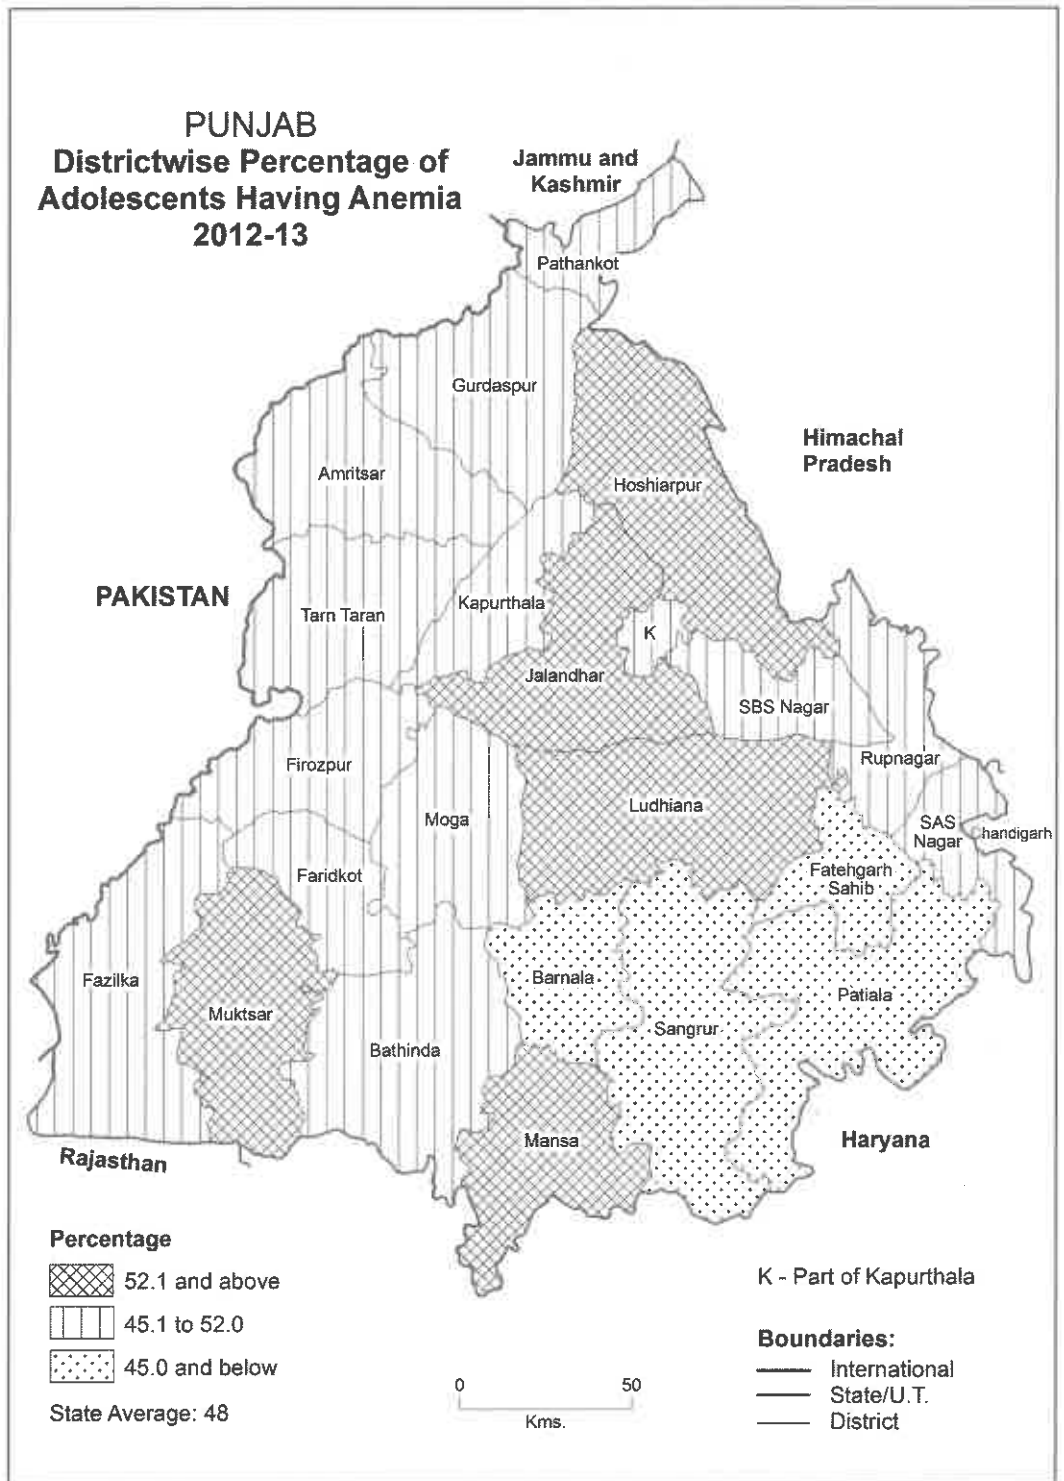 PUNJAB
Districtwise Percentage of
Adolescents Having Anemia
2012-13
Jammu and
Kashmir
Pathankot
Gurdaspur
Himachal
Pradesh
Amritsar
Hoshiarpur
PAKISTAN
Kapurthala
Tarn Taran
K
Jalandhar
SBS Nagar
Firozpur
Rupnagar
Ludhiana
Moga
SAS
Nagar
Chandigarh
Faridkot
Fatehgarh
Sahib
Fazilka
Barnala
Patiala
Muktsar
Sangrur
Bathinda
Mansa
Haryana
Rajasthan
Percentage
52.1 and above
45.1 to 52.0
45.0 and below
State Average: 48
0 50
Kms.
K - Part of Kapurthala
Boundaries:
International
State/U.T.
District